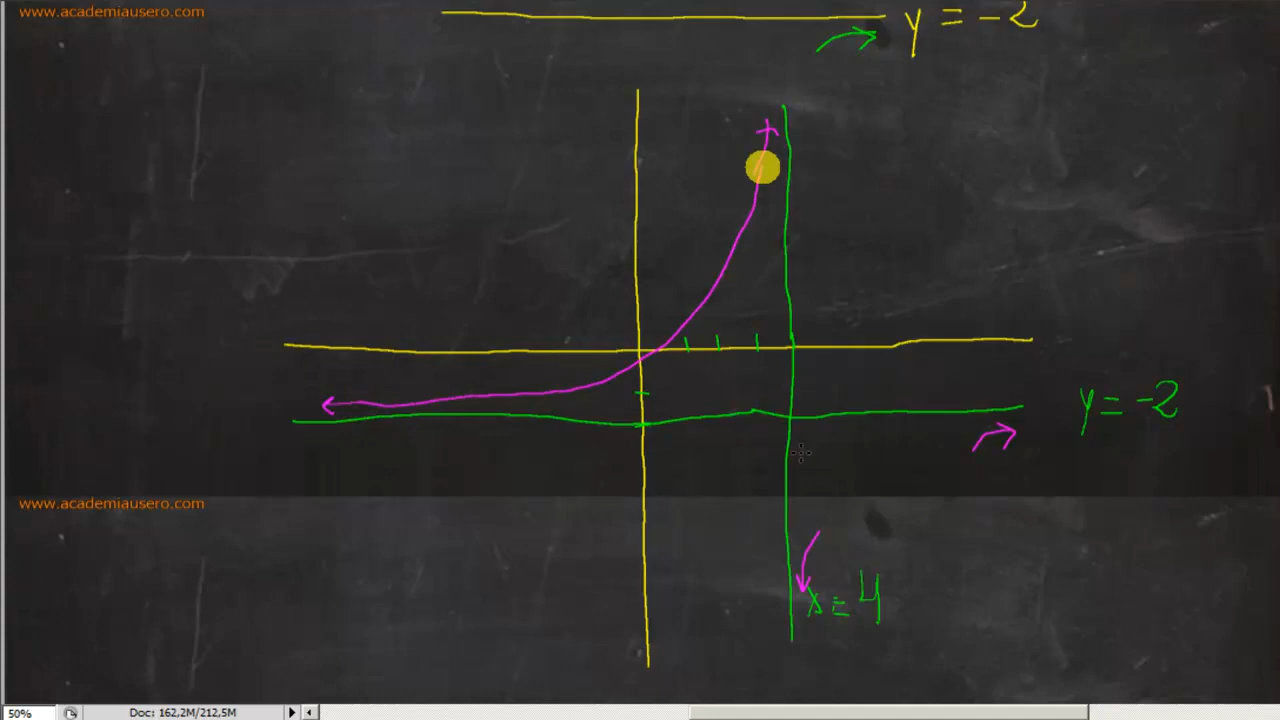 www.academiausero.com
y = -2
y = -2
www.academiausero.com
x = 4
50%
Doc: 162,2M/212,5M